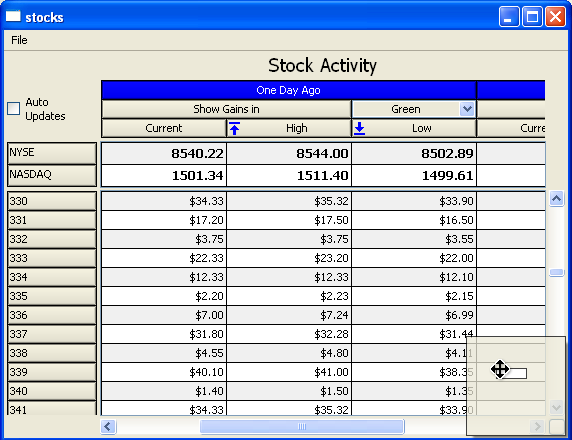 stocks
File
Stock Activity
Auto
Updates
One Day Ago
Show Gains in Green
Current High Low Curre
NYSE 8540.22 8544.00 8502.89
NASDAQ 1501.34 1511.40 1499.61
330 $34.33 $35.32 $33.90
331 $17.20 $17.50 $16.50
332 $3.75 $3.75 $3.55
333 $22.33 $23.20 $22.00
334 $12.33 $12.33 $12.10
335 $2.20 $2.23 $2.15
336 $7.00 $7.24 $6.99
337 $31.80 $32.28 $31.44
338 $4.55 $4.80 $4.11
339 $40.10 $41.00 $38.35
340 $1.40 $1.50 $1.35
341 $34.33 $35.32 $33.90